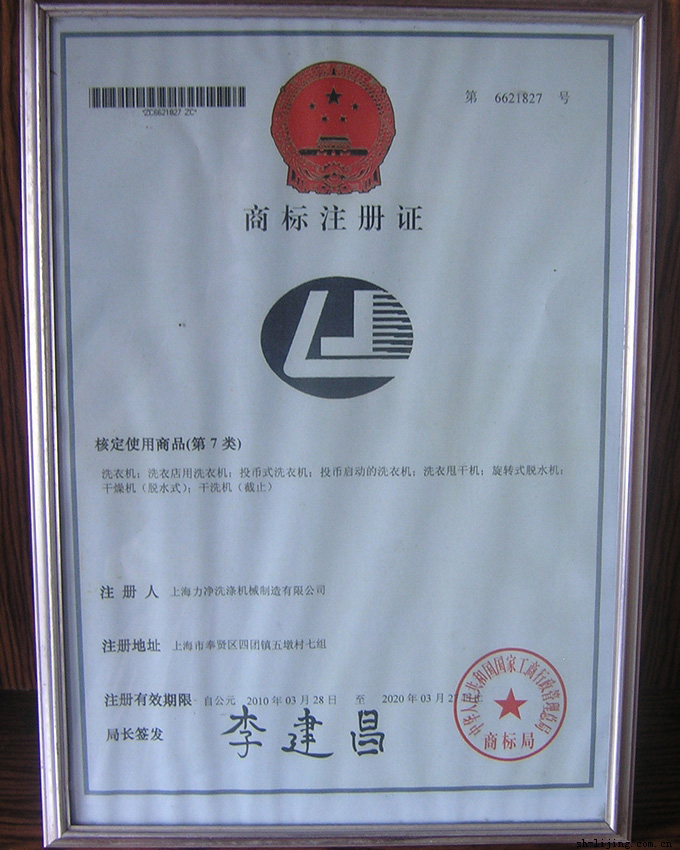 第 6621827 号
*ZC6621827 ZC*
商标注册证
核定使用商品(第 7 类)
洗衣机；洗衣店用洗衣机；投币式洗衣机；投币启动的洗衣机；洗衣甩干机；旋转式脱水机；
干燥机（脱水式）；干洗机（截止）
注册人 上海力净洗涤机械制造有限公司
注册地址 上海市奉贤区四团镇五墩村七组
注册有效期限 自公元 2010 年 03 月 28 日 至 2020 年 03 月 2
局长签发 李建昌
中华人民共和国国家工商行政管理总局
商标局
shzlijing.com.cn